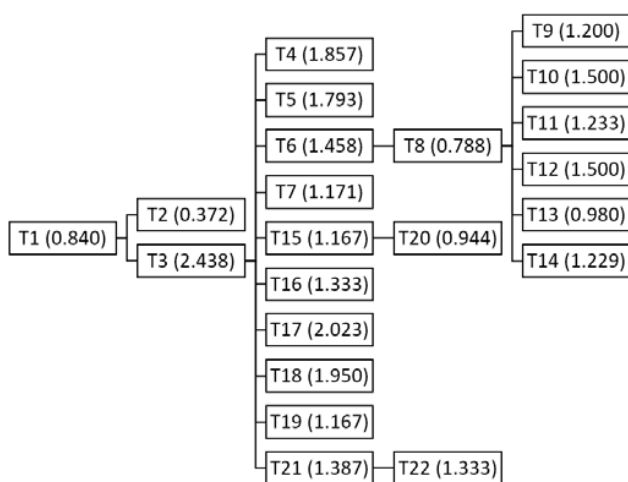 T1 (0.840)
T2 (0.372)
T3 (2.438)
T4 (1.857)
T5 (1.793)
T6 (1.458)
T7 (1.171)
T15 (1.167)
T16 (1.333)
T17 (2.023)
T18 (1.950)
T19 (1.167)
T21 (1.387)
T8 (0.788)
T20 (0.944)
T22 (1.333)
T9 (1.200)
T10 (1.500)
T11 (1.233)
T12 (1.500)
T13 (0.980)
T14 (1.229)